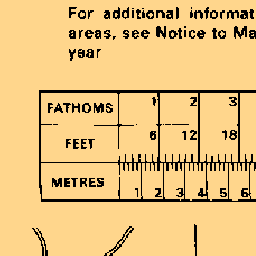 For additional informat
areas, see Notice to Ma
year
FATHOMS 1 2 3
FEET 6 12 18
METRES 1 2 3 4 5 6